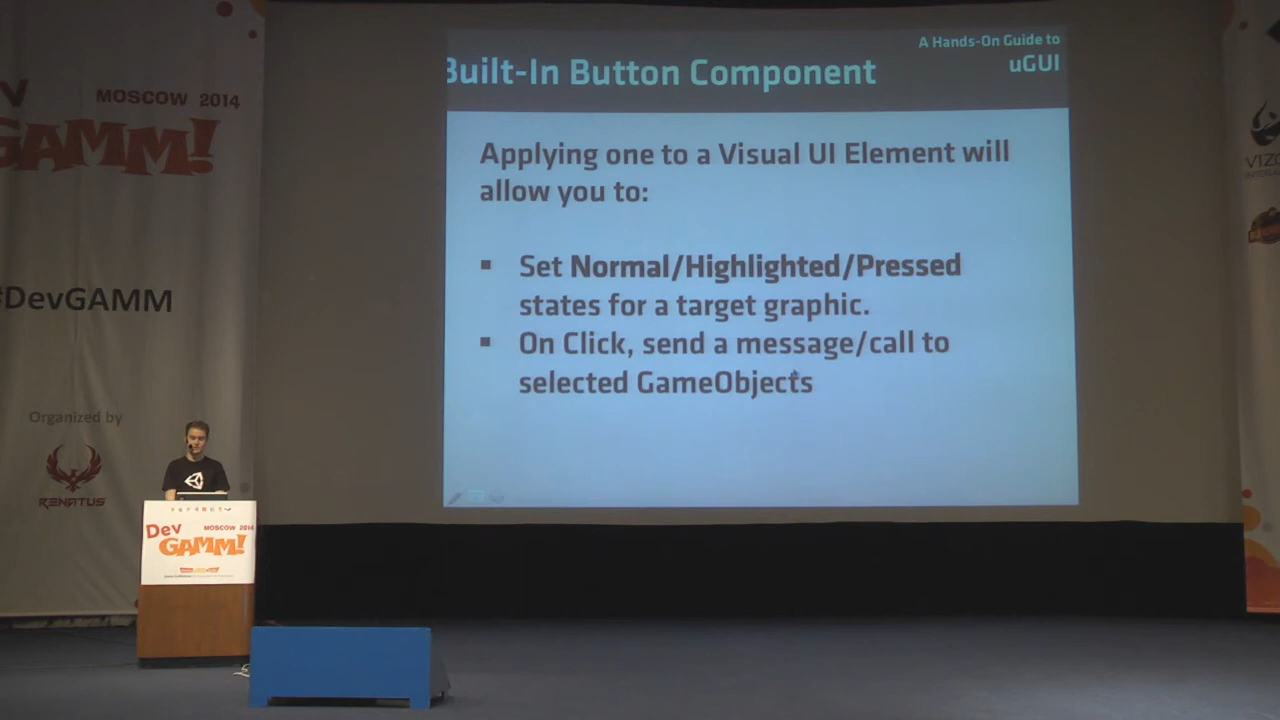 A Hands-On Guide to
uGUI
Built-In Button Component
Applying one to a Visual UI Element will
allow you to:
▪ Set Normal/Highlighted/Pressed
states for a target graphic.
▪ On Click, send a message/call to
selected GameObjects
MOSCOW 2014
GAMM!
#DevGAMM
Organized by
RENATUS
Dev
MOSCOW 2014
GAMM!